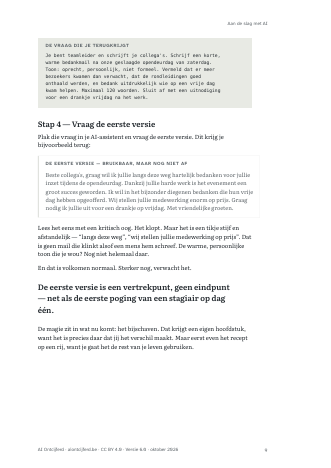 Aan de slag met AI
DE VRAAG DIE JE TERUGKRIJGT
Je bent teamleider en schrijft je collega's. Schrijf een korte,
warme bedankmail na onze geslaagde opendeurdag van zaterdag.
Toon: oprecht, persoonlijk, niet formeel. Vermeld dat er meer
bezoekers kwamen dan verwacht, dat de rondleidingen goed
onthaald werden, en bedank uitdrukkelijk wie op een vrije dag
kwam helpen. Maximaal 120 woorden. Sluit af met een uitnodiging
voor een drankje vrijdag na het werk.
Stap 4 — Vraag de eerste versie
Plak die vraag in je AI-assistent en vraag de eerste versie. Dit krijg je
bijvoorbeeld terug:
DE EERSTE VERSIE — BRUIKBAAR, MAAR NOG NIET AF
Beste collega's, graag wil ik jullie langs deze weg hartelijk bedanken voor jullie
inzet tijdens de opendeurdag. Dankzij jullie harde werk is het evenement een
groot succes geworden. Ik wil in het bijzonder degenen bedanken die hun vrije
dag hebben opgeofferd. Wij stellen jullie medewerking enorm op prijs. Graag
nodig ik jullie uit voor een drankje op vrijdag. Met vriendelijke groeten.
Lees het eens met een kritisch oog. Het klopt. Maar het is een tikje stijf en
afstandelijk — “langs deze weg”, “wij stellen jullie medewerking op prijs”. Dat
is geen mail die klinkt alsof een mens hem schreef. De warme, persoonlijke
toon die je wou? Nog niet helemaal daar.
En dat is volkomen normaal. Sterker nog, verwacht het.
De eerste versie is een vertrekpunt, geen eindpunt
— net als de eerste poging van een stagiair op dag
één.
De magie zit in wat nu komt: het bijschaven. Dat krijgt een eigen hoofdstuk,
want het is precies daar dat jij het verschil maakt. Maar eerst even het recept
op een rij, want je gaat het de rest van je leven gebruiken.
AI Ontcijferd · aiontcijferd.be · CC BY 4.0 · Versie 6.0 · oktober 2026